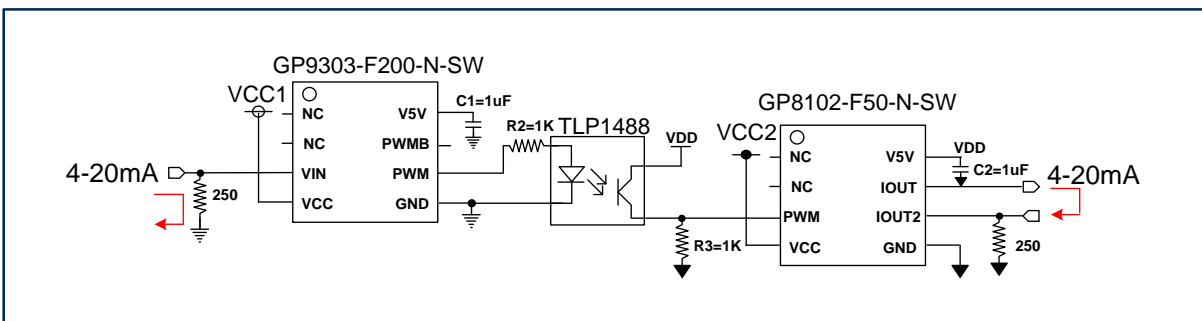 GP9303-F200-N-SW
VCC1
NC
NC
VIN
VCC
V5V
PWMB
PWM
GND
C1=1uF
4-20mA
250
R2=1K
TLP1488
VDD
R3=1K
GP8102-F50-N-SW
VCC2
NC
NC
PWM
VCC
V5V
IOUT
IOUT2
GND
VDD
C2=1uF
4-20mA
250